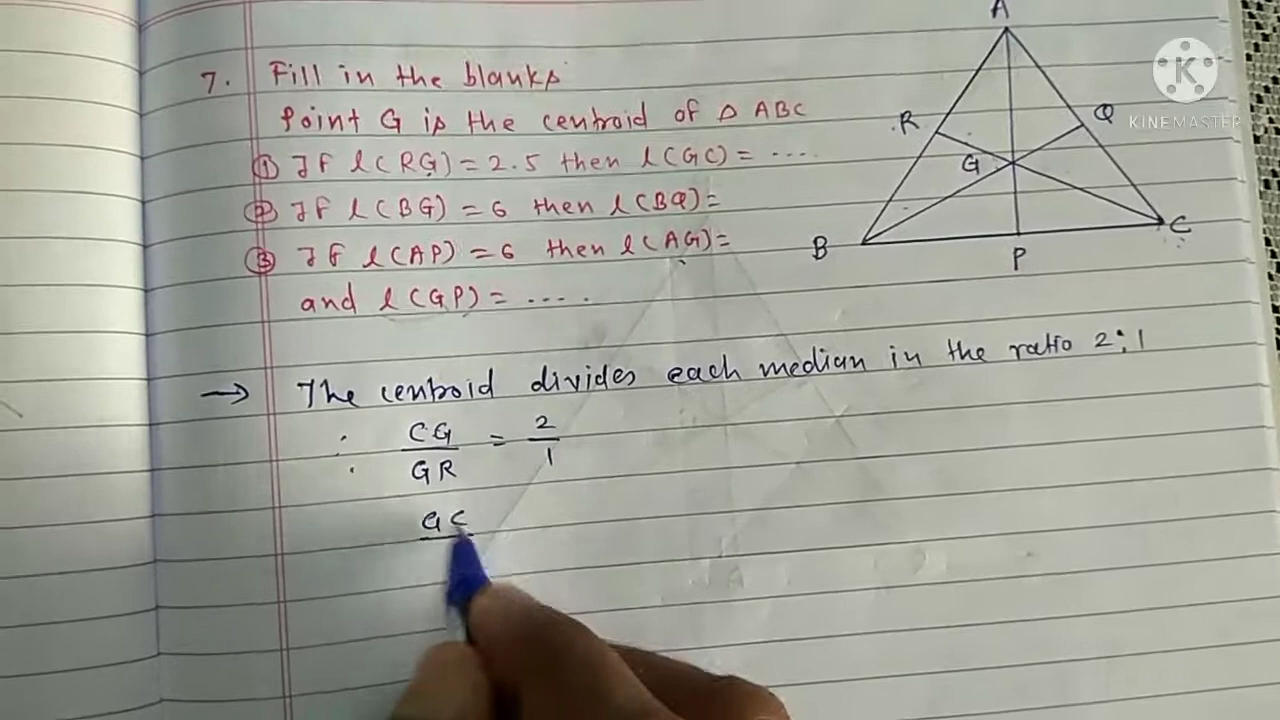 7. Fill in the blanks
Point G is the centroid of Δ ABC
① If l(RG) = 2.5 then l(GC) = ....
② If l(BG) = 6 then l(BQ) =
③ If l(AP) = 6 then l(AG) =
and l(GP) = ....
A
R
Q
G
B
P
C
K
KINEMASTER
→ The centroid divides each median in the ratio 2:1
∴ CG/GR = 2/1
GC